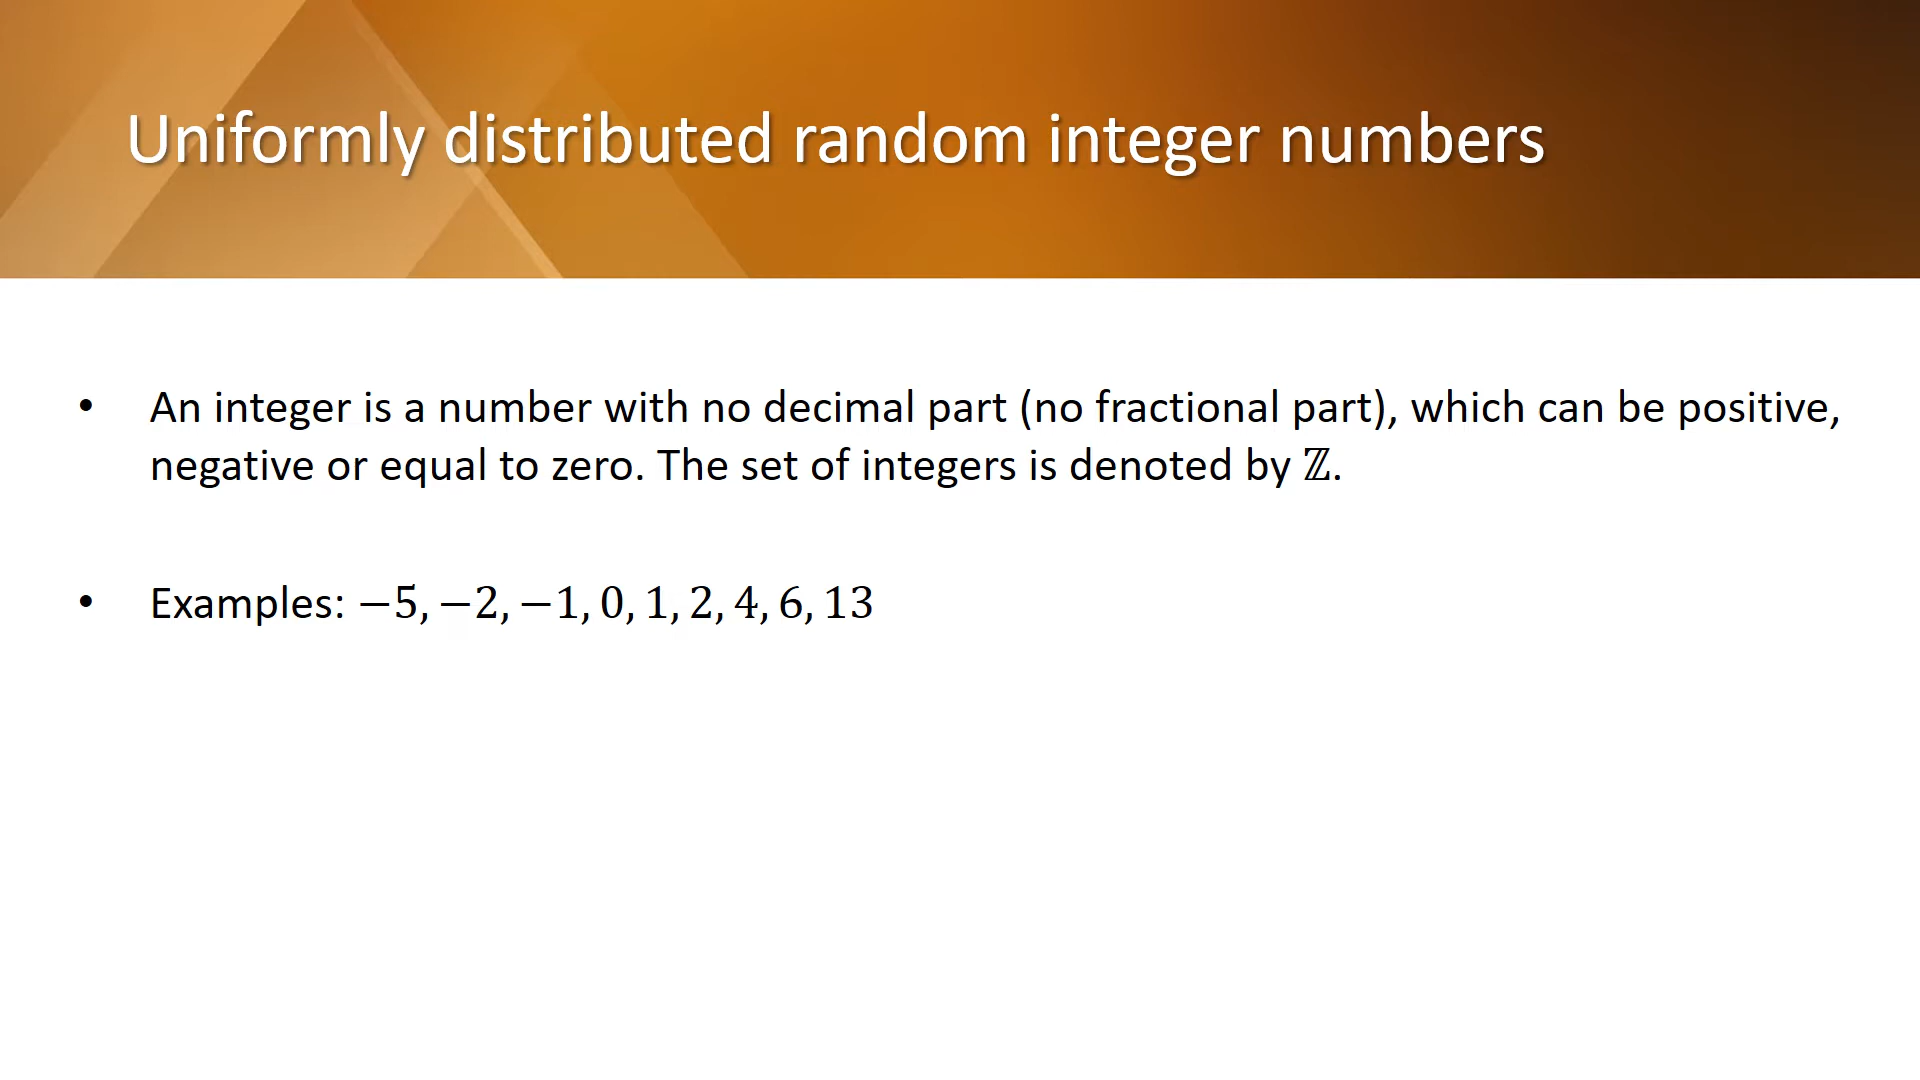 Uniformly distributed random integer numbers
• An integer is a number with no decimal part (no fractional part), which can be positive,
negative or equal to zero. The set of integers is denoted by ℤ.
• Examples: −5, −2, −1, 0, 1, 2, 4, 6, 13